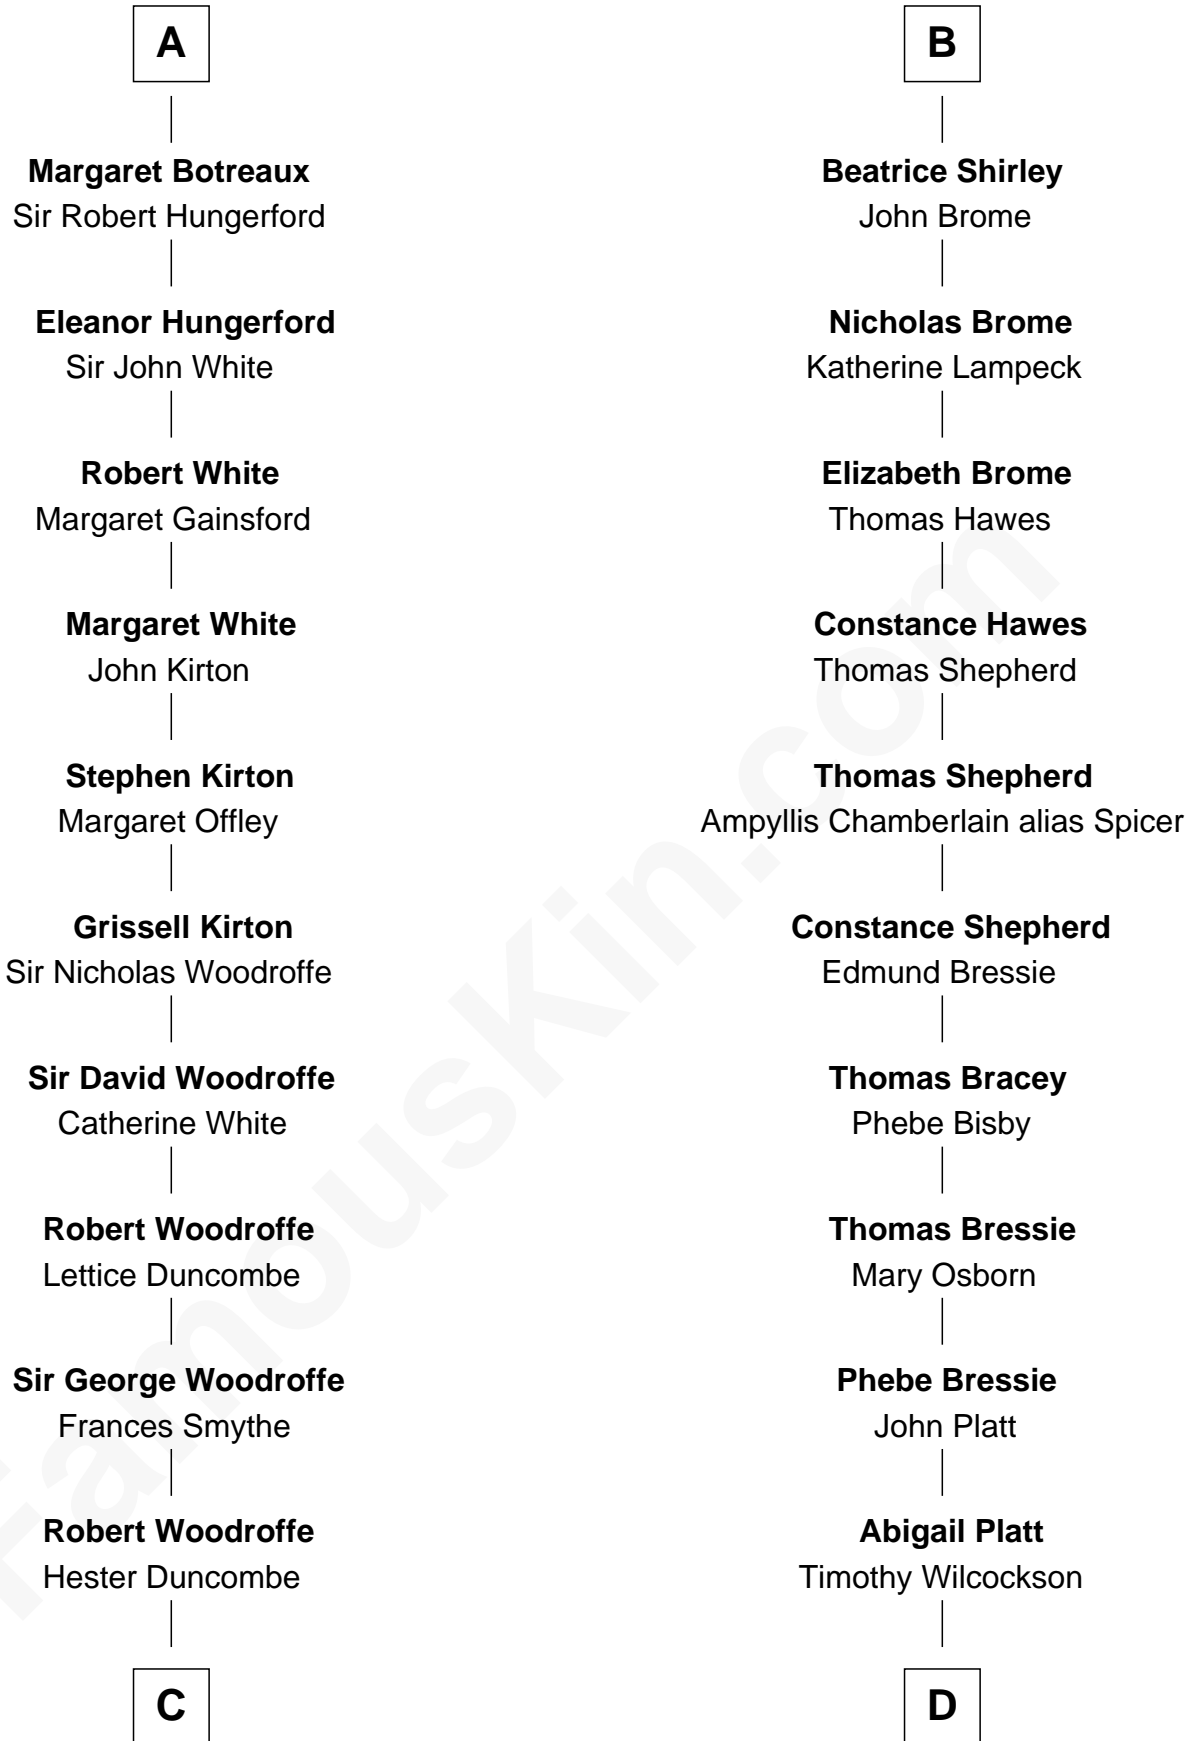 A
Margaret Botreaux
Sir Robert Hungerford
Eleanor Hungerford
Sir John White
Robert White
Margaret Gainsford
Margaret White
John Kirton
Stephen Kirton
Margaret Offley
Grissell Kirton
Sir Nicholas Woodroffe
Sir David Woodroffe
Catherine White
Robert Woodroffe
Lettice Duncombe
Sir George Woodroffe
Frances Smythe
Robert Woodroffe
Hester Duncombe
C
B
Beatrice Shirley
John Brome
Nicholas Brome
Katherine Lampeck
Elizabeth Brome
Thomas Hawes
Constance Hawes
Thomas Shepherd
Thomas Shepherd
Ampyllis Chamberlain alias Spicer
Constance Shepherd
Edmund Bressie
Thomas Bracey
Phebe Bisby
Thomas Bressie
Mary Osborn
Phebe Bressie
John Platt
Abigail Platt
Timothy Wilcockson
D
FamousKin.com